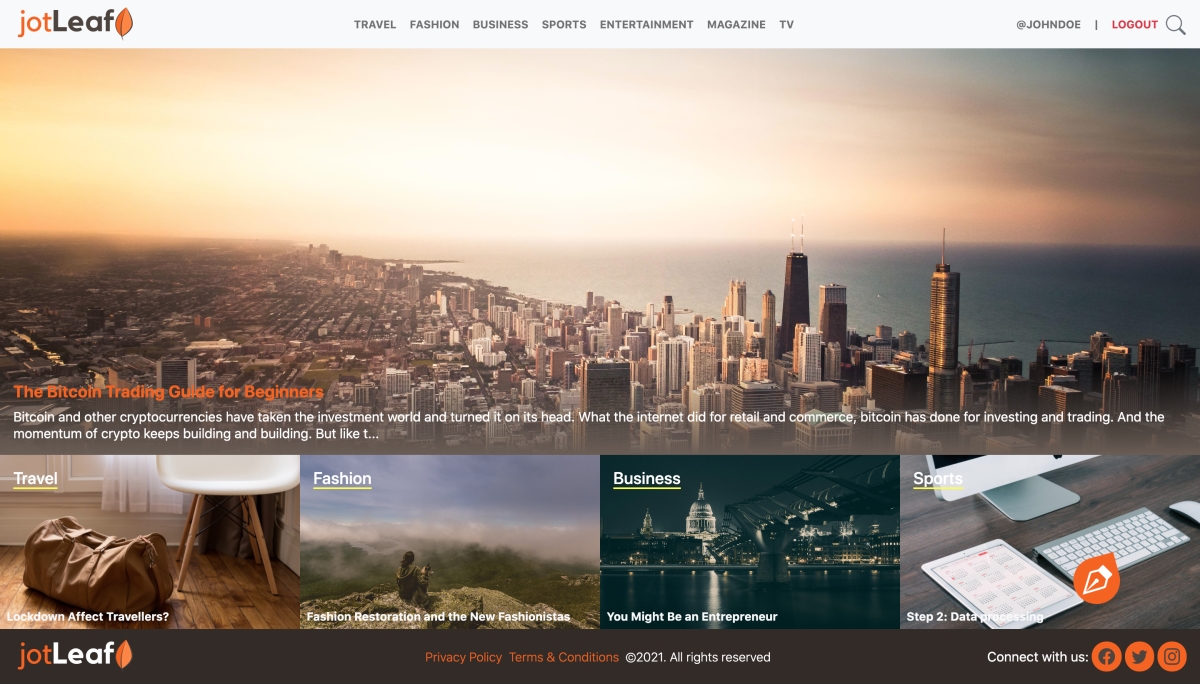 jotLeaf
TRAVEL FASHION BUSINESS SPORTS ENTERTAINMENT MAGAZINE TV
@JOHNDOE | LOGOUT
The Bitcoin Trading Guide for Beginners
Bitcoin and other cryptocurrencies have taken the investment world and turned it on its head. What the internet did for retail and commerce, bitcoin has done for investing and trading. And the
momentum of crypto keeps building and building. But like t...
Travel
Lockdown Affect Travellers?
Fashion
Fashion Restoration and the New Fashionistas
Business
You Might Be an Entrepreneur
Sports
Step 2: Data processing
jotLeaf
Privacy Policy Terms & Conditions ©2021. All rights reserved
Connect with us: